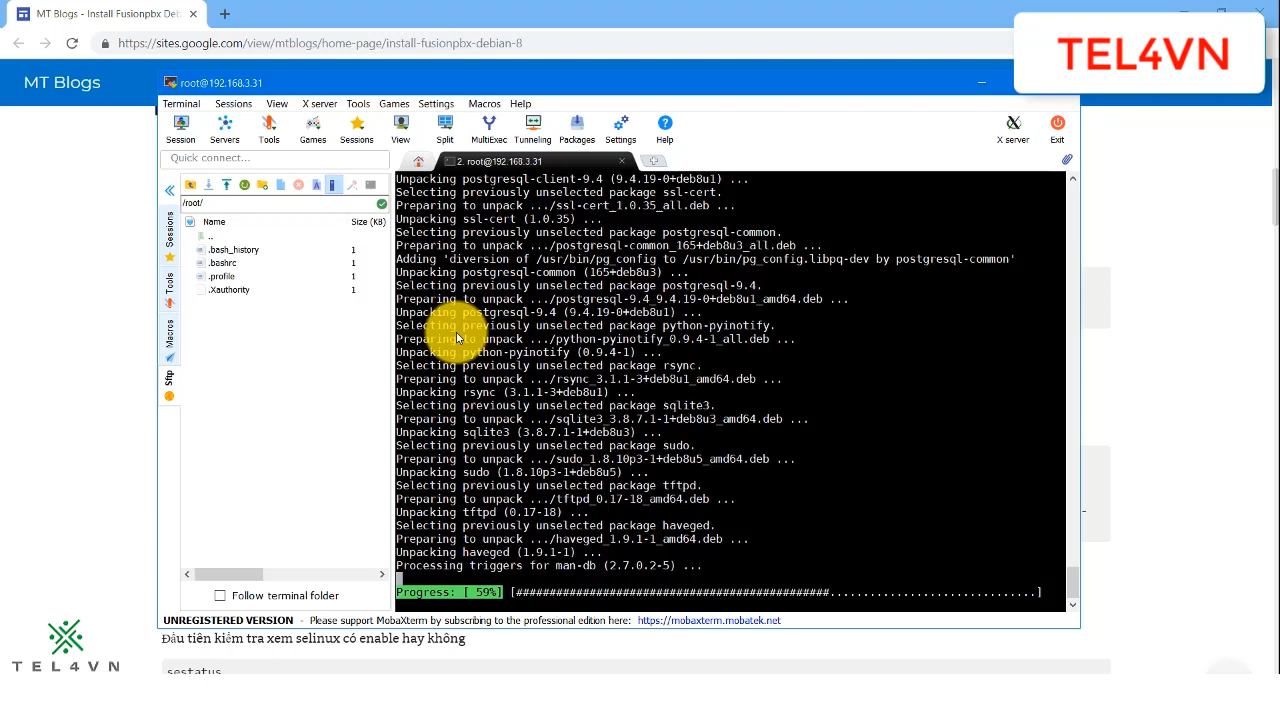 MT Blogs - Install Fusionpbx Deb
https://sites.google.com/view/mtblogs/home-page/install-fusionpbx-debian-8
TEL4VN
MT Blogs
root@192.168.3.31
Terminal Sessions View X server Tools Games Settings Macros Help
Session Servers Tools Games Sessions View Split MultiExec Tunneling Packages Settings Help X server Exit
Quick connect...
2. root@192.168.3.31
/root/
Name Size (KB)
..
.bash_history 1
.bashrc 1
.profile 1
.Xauthority 1
Sessions
Tools
Macros
Sftp
Follow terminal folder
Unpacking postgresql-client-9.4 (9.4.19-0+deb8u1) ...
Selecting previously unselected package ssl-cert.
Preparing to unpack .../ssl-cert_1.0.35_all.deb ...
Unpacking ssl-cert (1.0.35) ...
Selecting previously unselected package postgresql-common.
Preparing to unpack .../postgresql-common_165+deb8u3_all.deb ...
Adding 'diversion of /usr/bin/pg_config to /usr/bin/pg_config.libpq-dev by postgresql-common'
Unpacking postgresql-common (165+deb8u3) ...
Selecting previously unselected package postgresql-9.4.
Preparing to unpack .../postgresql-9.4_9.4.19-0+deb8u1_amd64.deb ...
Unpacking postgresql-9.4 (9.4.19-0+deb8u1) ...
Selecting previously unselected package python-pyinotify.
Preparing to unpack .../python-pyinotify_0.9.4-1_all.deb ...
Unpacking python-pyinotify (0.9.4-1) ...
Selecting previously unselected package rsync.
Preparing to unpack .../rsync_3.1.1-3+deb8u1_amd64.deb ...
Unpacking rsync (3.1.1-3+deb8u1) ...
Selecting previously unselected package sqlite3.
Preparing to unpack .../sqlite3_3.8.7.1-1+deb8u3_amd64.deb ...
Unpacking sqlite3 (3.8.7.1-1+deb8u3) ...
Selecting previously unselected package sudo.
Preparing to unpack .../sudo_1.8.10p3-1+deb8u5_amd64.deb ...
Unpacking sudo (1.8.10p3-1+deb8u5) ...
Selecting previously unselected package tftpd.
Preparing to unpack .../tftpd_0.17-18_amd64.deb ...
Unpacking tftpd (0.17-18) ...
Selecting previously unselected package haveged.
Preparing to unpack .../haveged_1.9.1-1_amd64.deb ...
Unpacking haveged (1.9.1-1) ...
Processing triggers for man-db (2.7.0.2-5) ...
Progress: [ 59%] [###############################################...............................]
UNREGISTERED VERSION - Please support MobaXterm by subscribing to the professional edition here: https://mobaxterm.mobatek.net
Đầu tiên kiểm tra xem selinux có enable hay không
sestatus
TEL4VN